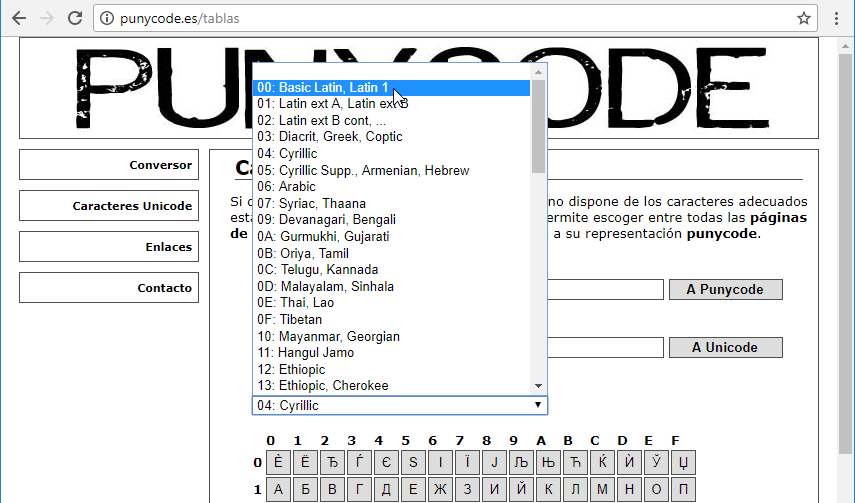 punycode.es/tablas
PUNYCODE
Conversor
Caracteres Unicode
Enlaces
Contacto
no dispone de los caracteres adecuados
ermite escoger entre todas las páginas
de
a su representación punycode.
A Punycode
A Unicode
00: Basic Latin, Latin 1
01: Latin ext A, Latin ext B
02: Latin ext B cont, ...
03: Diacrit, Greek, Coptic
04: Cyrillic
05: Cyrillic Supp., Armenian, Hebrew
06: Arabic
07: Syriac, Thaana
09: Devanagari, Bengali
0A: Gurmukhi, Gujarati
0B: Oriya, Tamil
0C: Telugu, Kannada
0D: Malayalam, Sinhala
0E: Thai, Lao
0F: Tibetan
10: Mayanmar, Georgian
11: Hangul Jamo
12: Ethiopic
13: Ethiopic, Cherokee
04: Cyrillic
0 1 2 3 4 5 6 7 8 9 A B C D E F
0 Ѐ Ё Ђ Ѓ Є Ѕ І Ї Ј Љ Њ Ћ Ќ Ѝ Ў Џ
1 А Б В Г Д Е Ж З И Й К Л М Н О П